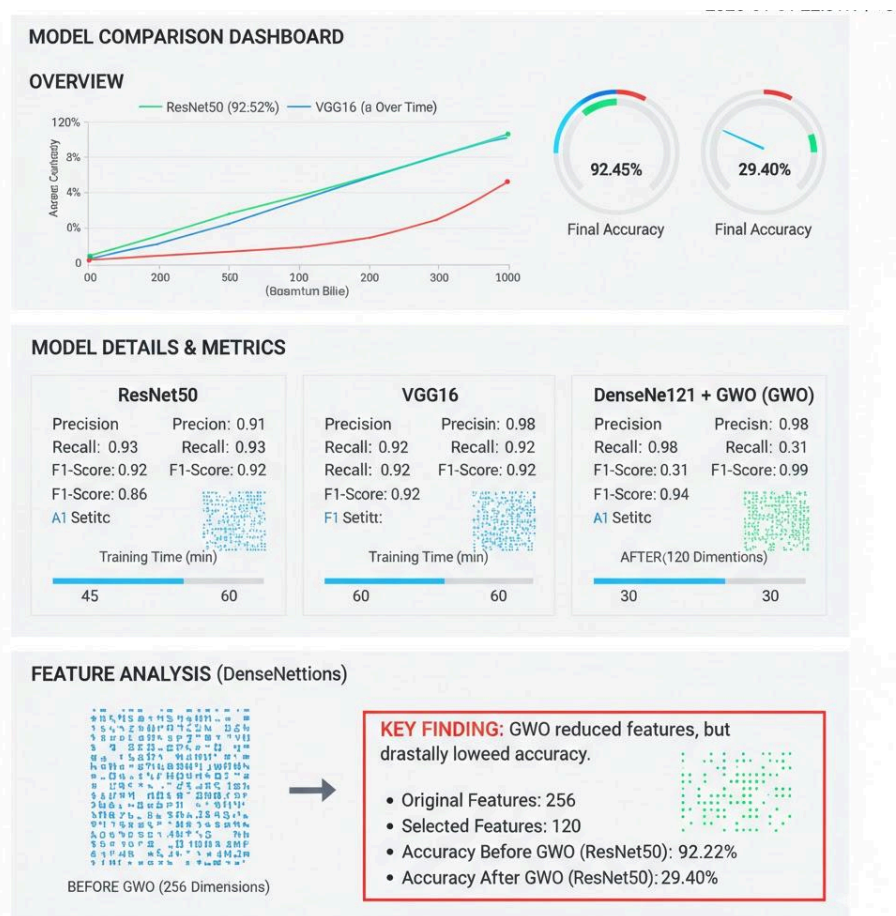 MODEL COMPARISON DASHBOARD
OVERVIEW
ResNet50 (92.52%) VGG16 (a Over Time)
120%
8%
4%
0%
0
00 200 500 100 200 300 1000
(Basmtun Bilie)
92.45%
Final Accuracy
29.40%
Final Accuracy
MODEL DETAILS & METRICS
ResNet50
Precision Precion: 0.91
Recall: 0.93 Recall: 0.93
F1-Score: 0.92 F1-Score: 0.92
F1-Score: 0.86
A1 Setitc
Training Time (min)
45 60
VGG16
Precision Precisin: 0.98
Recall: 0.92 Recall: 0.92
Recall: 0.92 F1-Score: 0.92
F1-Score: 0.92
F1 Setitt:
Training Time (min)
60 60
DenseNe121 + GWO (GWO)
Precision Precisn: 0.98
Recall: 0.98 Recall: 0.31
F1-Score: 0.31 F1-Score: 0.99
F1-Score: 0.94
A1 Setitc
AFTER(120 Dimentions)
30 30
FEATURE ANALYSIS (DenseNettions)
BEFORE GWO (256 Dimensions)
KEY FINDING: GWO reduced features, but
drastally loweed accuracy.
• Original Features: 256
• Selected Features: 120
• Accuracy Before GWO (ResNet50): 92.22%
• Accuracy After GWO (ResNet50): 29.40%